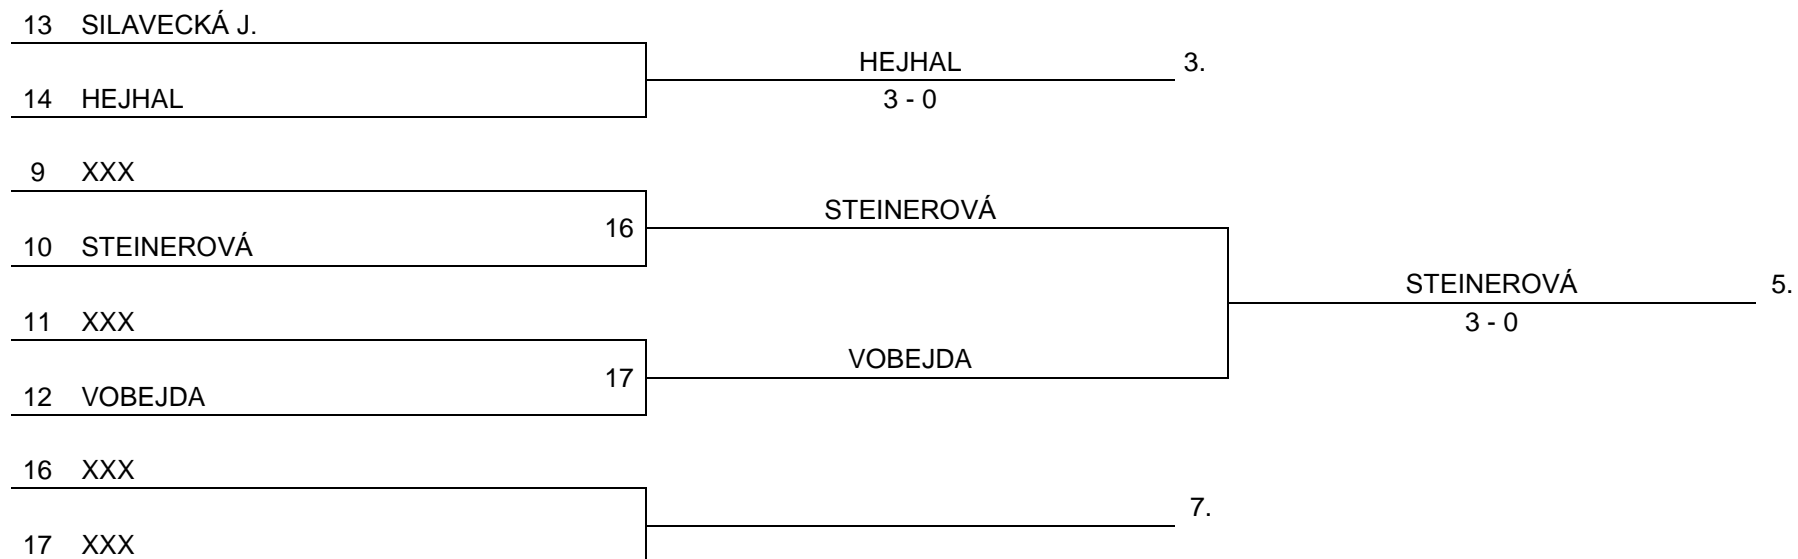 13 SILAVECKÁ J.
HEJHAL 3.
14 HEJHAL 3 - 0
9 XXX
STEINEROVÁ
16
10 STEINEROVÁ
STEINEROVÁ 5.
11 XXX 3 - 0
VOBEJDA
17
12 VOBEJDA
16 XXX
7.
17 XXX